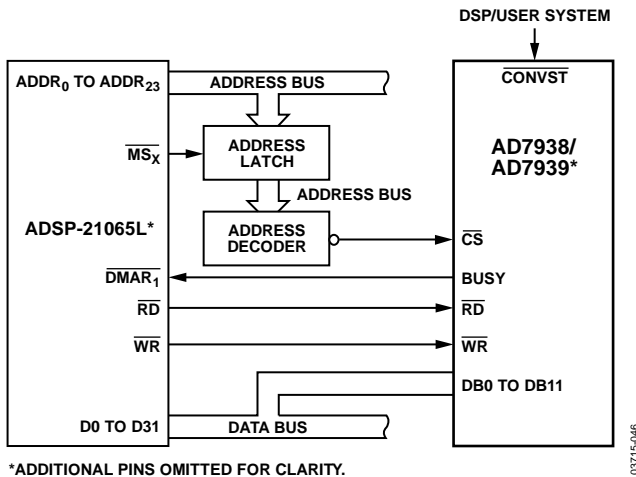 DSP/USER SYSTEM
ADDR0 TO ADDR23
ADDRESS BUS
CONVST
MSX
ADDRESS
LATCH
AD7938/
AD7939*
ADDRESS BUS
ADSP-21065L*
ADDRESS
DECODER
CS
DMAR1
BUSY
RD
RD
WR
WR
DB0 TO DB11
D0 TO D31
DATA BUS
*ADDITIONAL PINS OMITTED FOR CLARITY.
03715-046